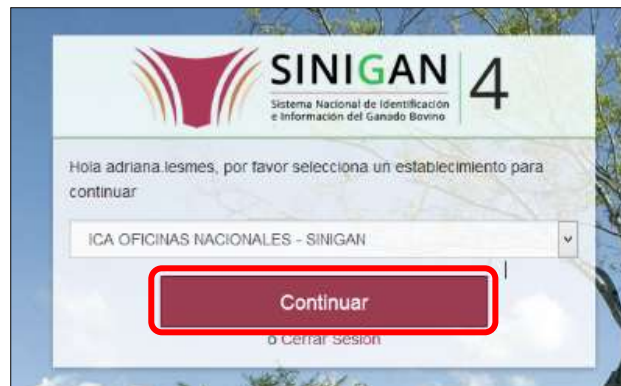 SINIGAN 4
Sistema Nacional de Identificación
e Información del Ganado Bovino
Hola adriana.lesmes, por favor selecciona un establecimiento para
continuar
ICA OFICINAS NACIONALES - SINIGAN
Continuar
o Cerrar Sesión